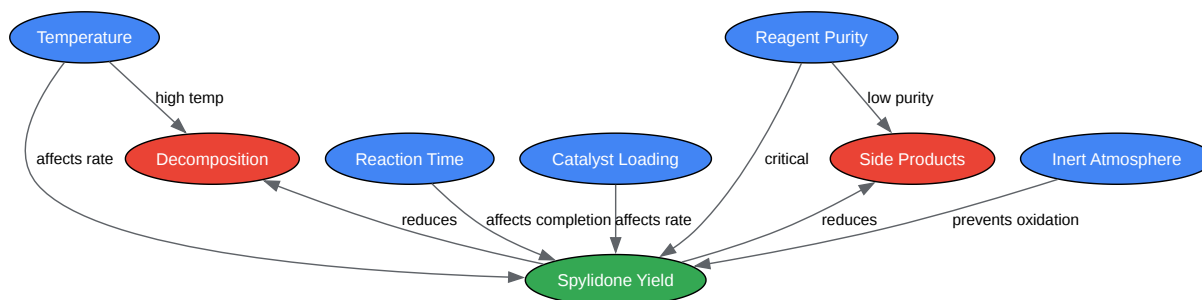 Temperature
Reagent Purity
high temp
low purity
affects rate
Decomposition
Reaction Time
Catalyst Loading
critical
Side Products
Inert Atmosphere
reduces
affects completion
affects rate
reduces
prevents oxidation
Spylidone Yield